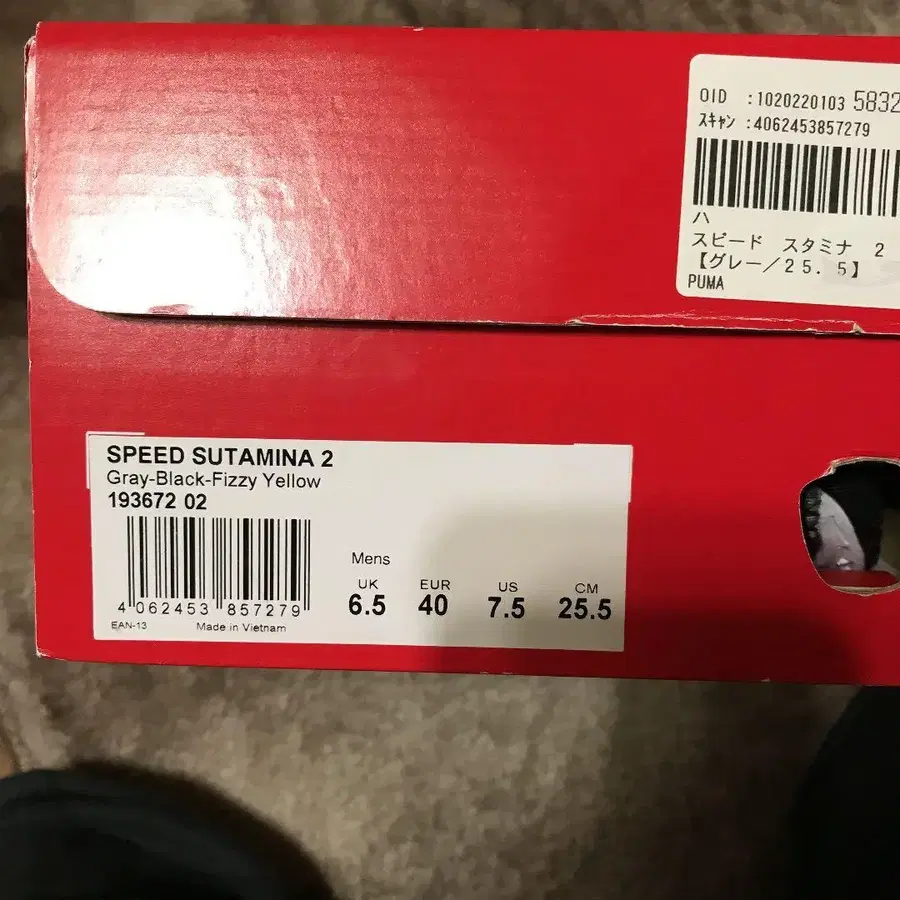 OID :1020220103 5832
ｽｷｬﾝ :4062453857279
ハ
スピード スタミナ 2
【グレー／25.5】
PUMA
SPEED SUTAMINA 2
Gray-Black-Fizzy Yellow
193672 02
Mens
UK EUR US CM
6.5 40 7.5 25.5
4 062453 857279
EAN-13 Made in Vietnam